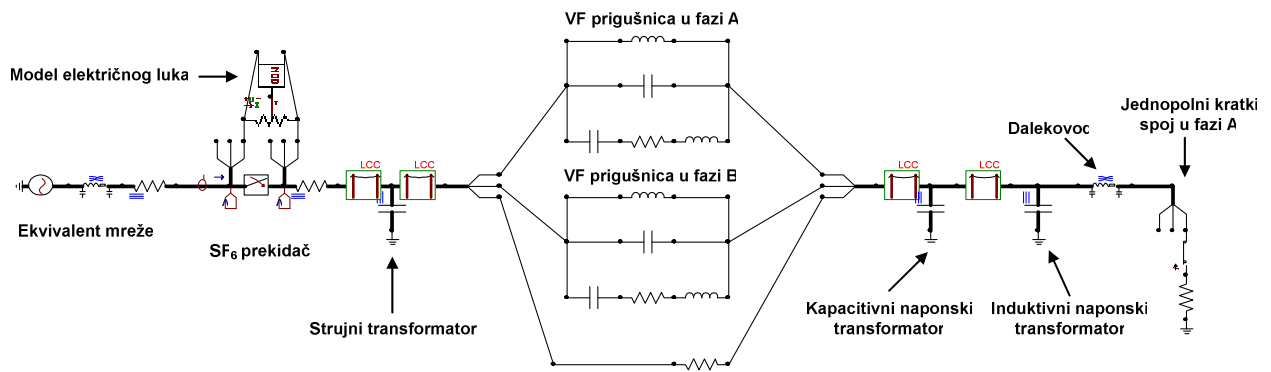 VF prigušnica u fazi A
Model električnog luka
MOD
Jednopolni kratki
spoj u fazi A
Dalekovod
LCC
LCC
LCC
LCC
VF prigušnica u fazi B
Ekvivalent mreže
SF6 prekidač
Strujni transformator
Kapacitivni naponski
transformator
Induktivni naponski
transformator